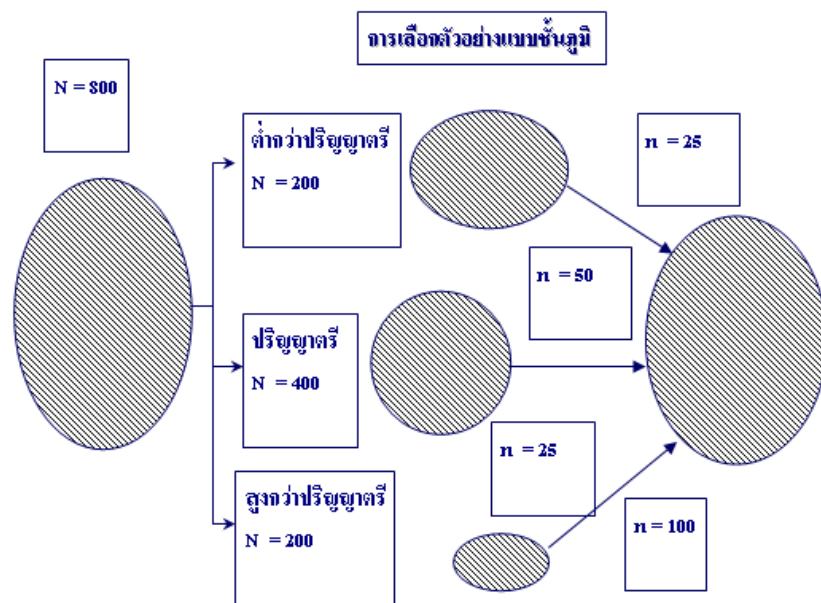 การเลือกตัวอย่างแบบชั้นภูมิ
N = 800
ต่ำกว่าปริญญาตรี
N = 200
n = 25
n = 50
ปริญญาตรี
N = 400
n = 25
สูงกว่าปริญญาตรี
N = 200
n = 100